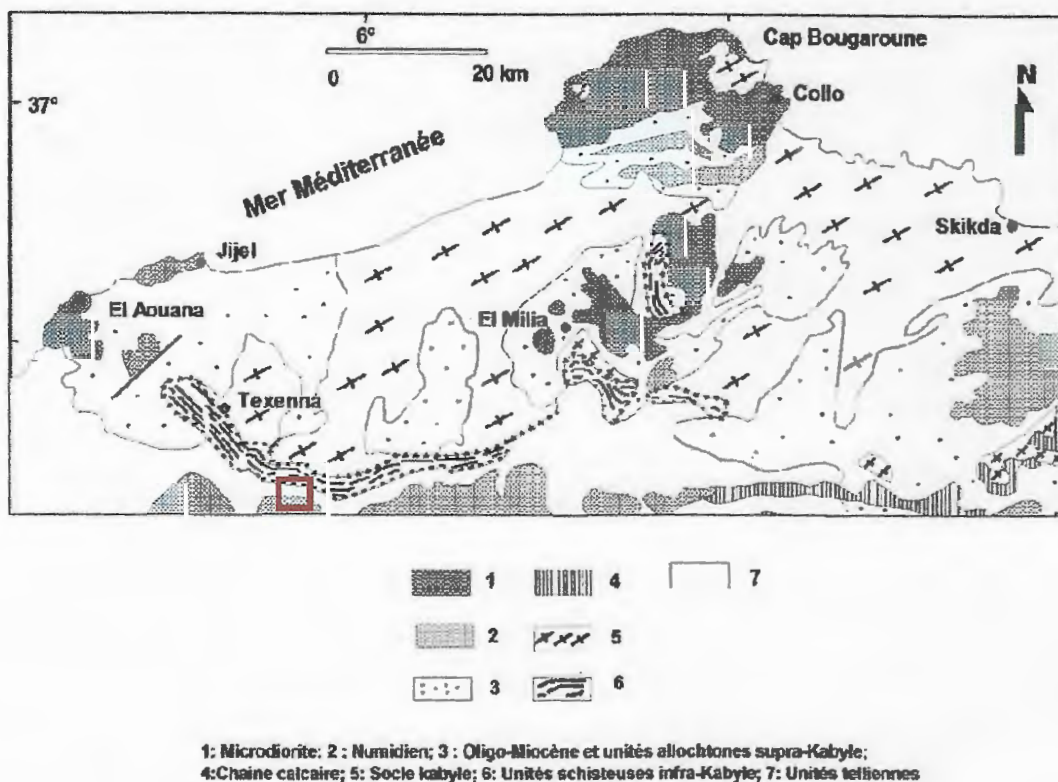 6°
Cap Bougaroune
0 20 km
N
Collo
37°
Mer Méditerranée
Skikda
Jijel
El Aouana
El Milia
Texenna
1 4 7
2 5
3 6
1: Microdiorite; 2 : Numidien; 3 : Oligo-Miocène et unités allochtones supra-Kabyle;
4:Chaine calcaire; 5: Socle kabyle; 6: Unités schisteuses infra-Kabyle; 7: Unités telliennes